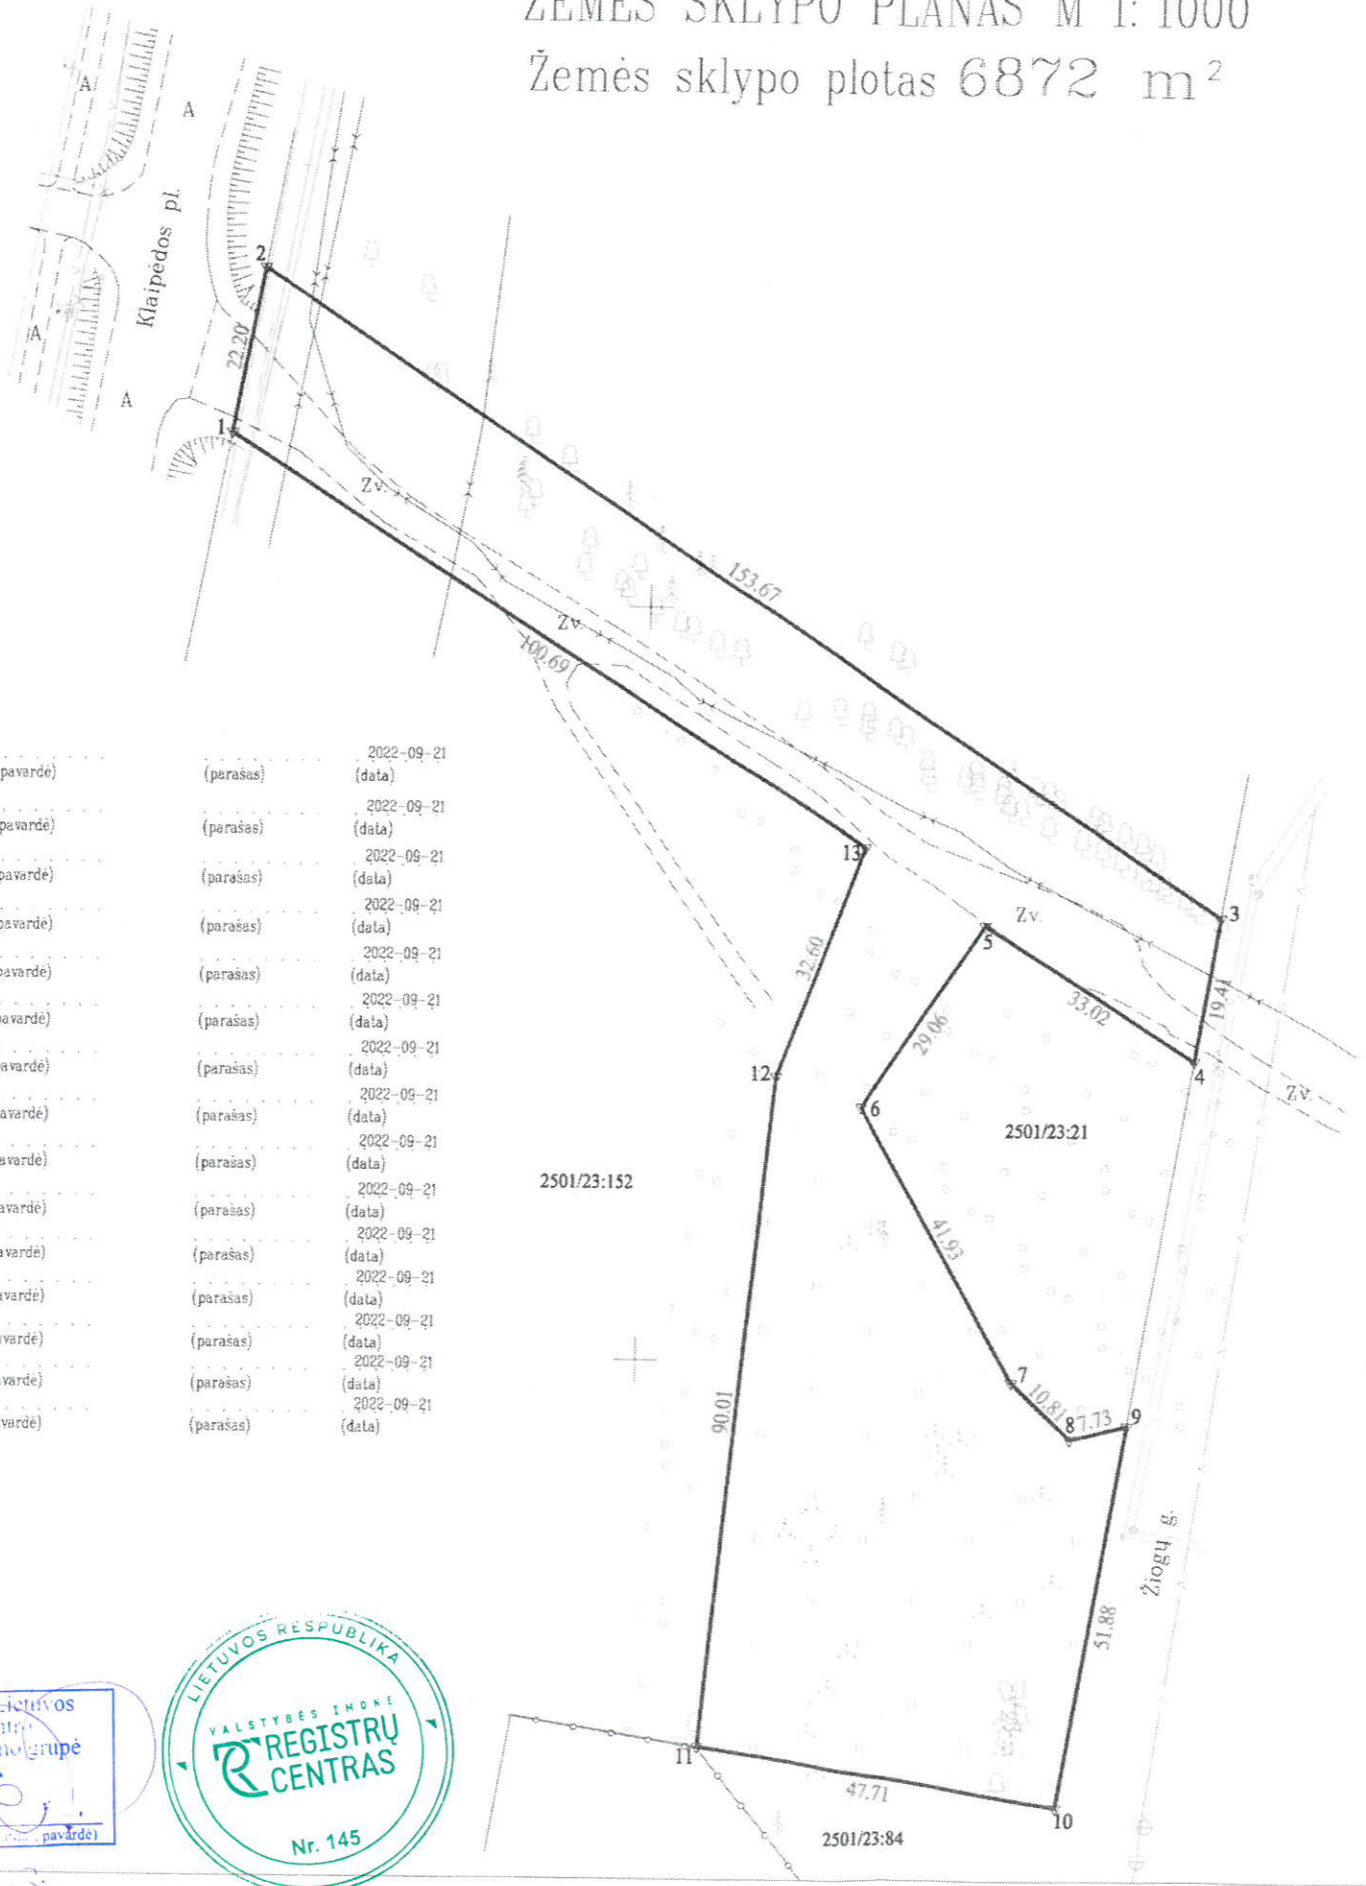 ŽEMĖS SKLYPO PLANAS M 1:1000
Žemės sklypo plotas 6872 m²
A
A
A
A
Klaipėdos pl.
2
22.20
1
Zv.
153.67
Zv.
100.69
13
3
Zv.
5
32.60
19.41
33.02
29.06
12
4
6
Zv.
2501/23:21
2501/23:152
41.93
7
10.81
90.01
8
7.73
9
Žiogų g.
51.88
11
47.71
10
2501/23:84
2022-09-21
pavardė) (parašas) (data)
2022-09-21
pavardė) (parašas) (data)
2022-09-21
pavardė) (parašas) (data)
2022-09-21
pavardė) (parašas) (data)
2022-09-21
pavardė) (parašas) (data)
2022-09-21
pavardė) (parašas) (data)
2022-09-21
avardė) (parašas) (data)
2022-09-21
avardė) (parašas) (data)
2022-09-21
avardė) (parašas) (data)
2022-09-21
avardė) (parašas) (data)
2022-09-21
avardė) (parašas) (data)
2022-09-21
avardė) (parašas) (data)
2022-09-21
vardė) (parašas) (data)
2022-09-21
vardė) (parašas) (data)
2022-09-21
vardė) (parašas) (data)
Lietuvos
grupė
pavardė)
LIETUVOS RESPUBLIKA
VALSTYBĖS ĮMONĖ
REGISTRŲ
CENTRAS
Nr. 145